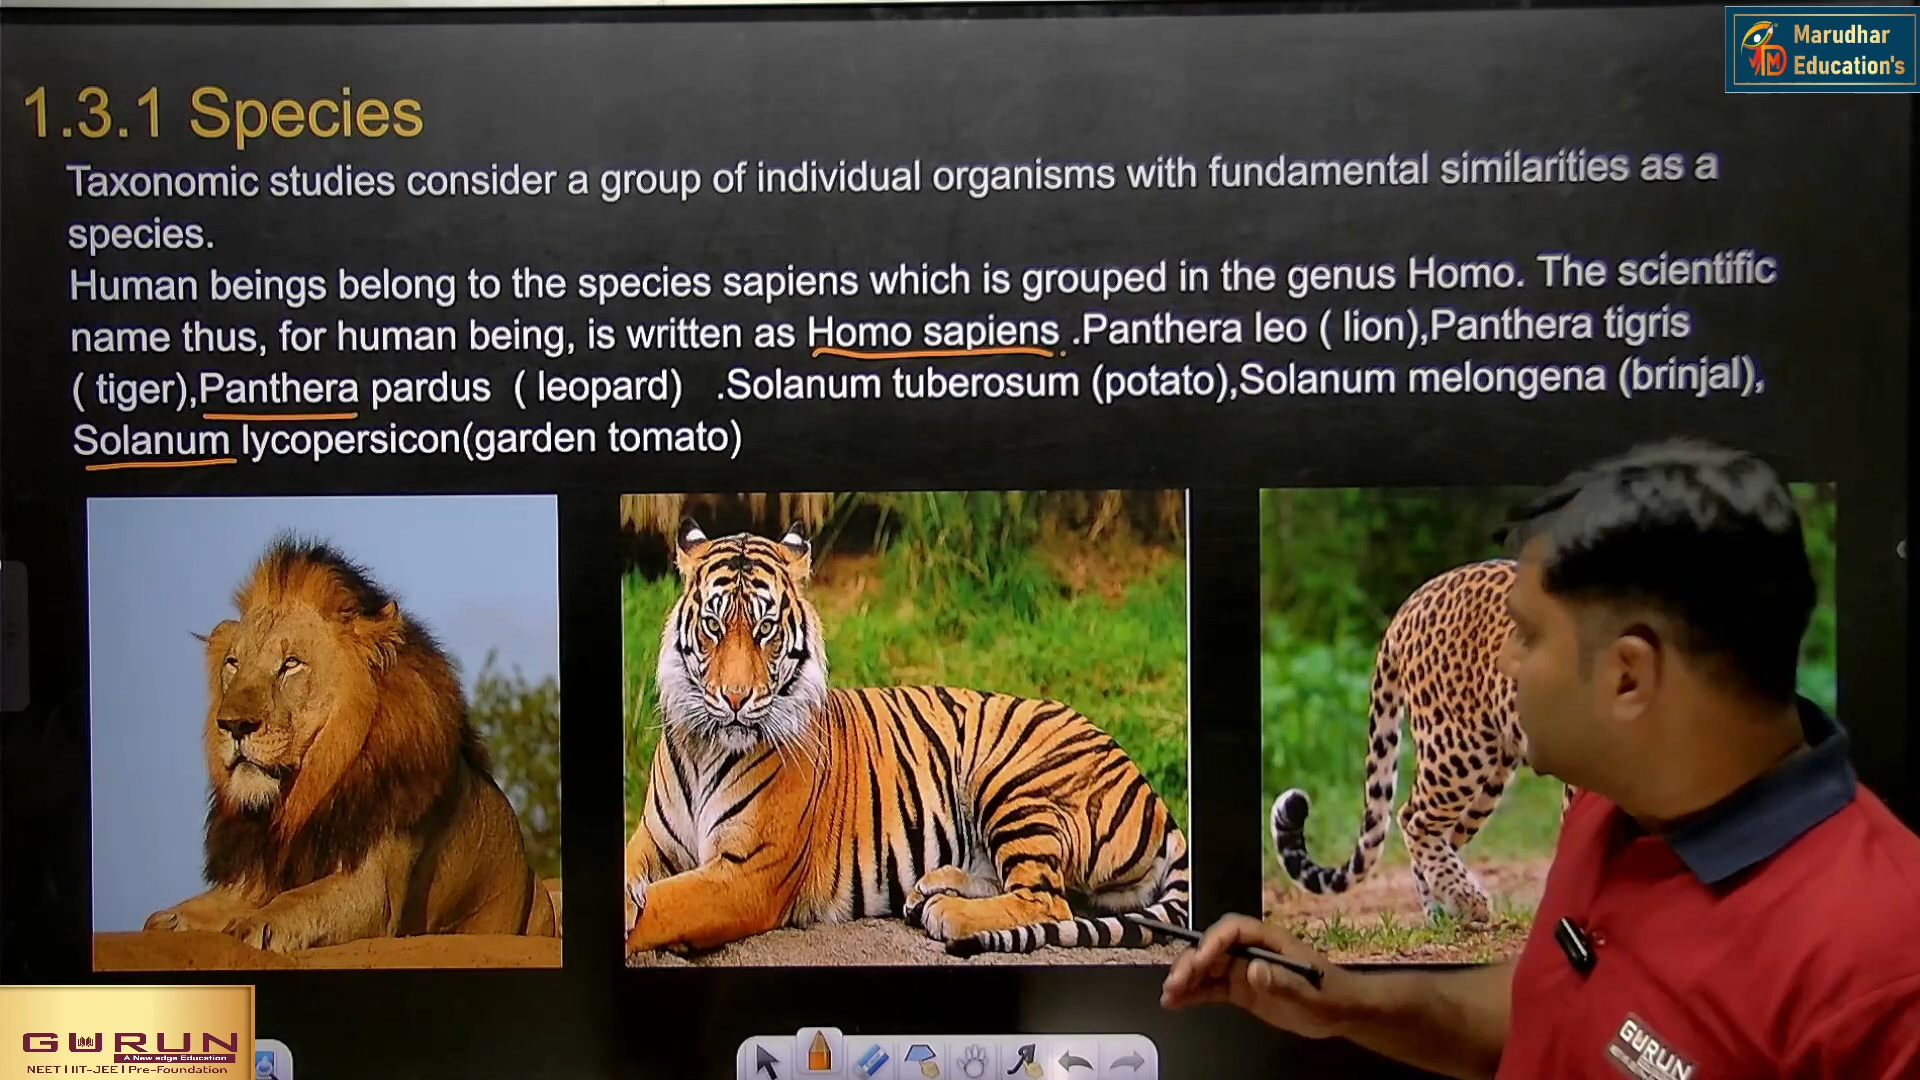 Marudhar
Education's
1.3.1 Species
Taxonomic studies consider a group of individual organisms with fundamental similarities as a
species.
Human beings belong to the species sapiens which is grouped in the genus Homo. The scientific
name thus, for human being, is written as Homo sapiens .Panthera leo ( lion),Panthera tigris
( tiger),Panthera pardus ( leopard) .Solanum tuberosum (potato),Solanum melongena (brinjal),
Solanum lycopersicon(garden tomato)
GURUN
A New edge Education
NEET I IIT-JEE I Pre-Foundation
GURUN